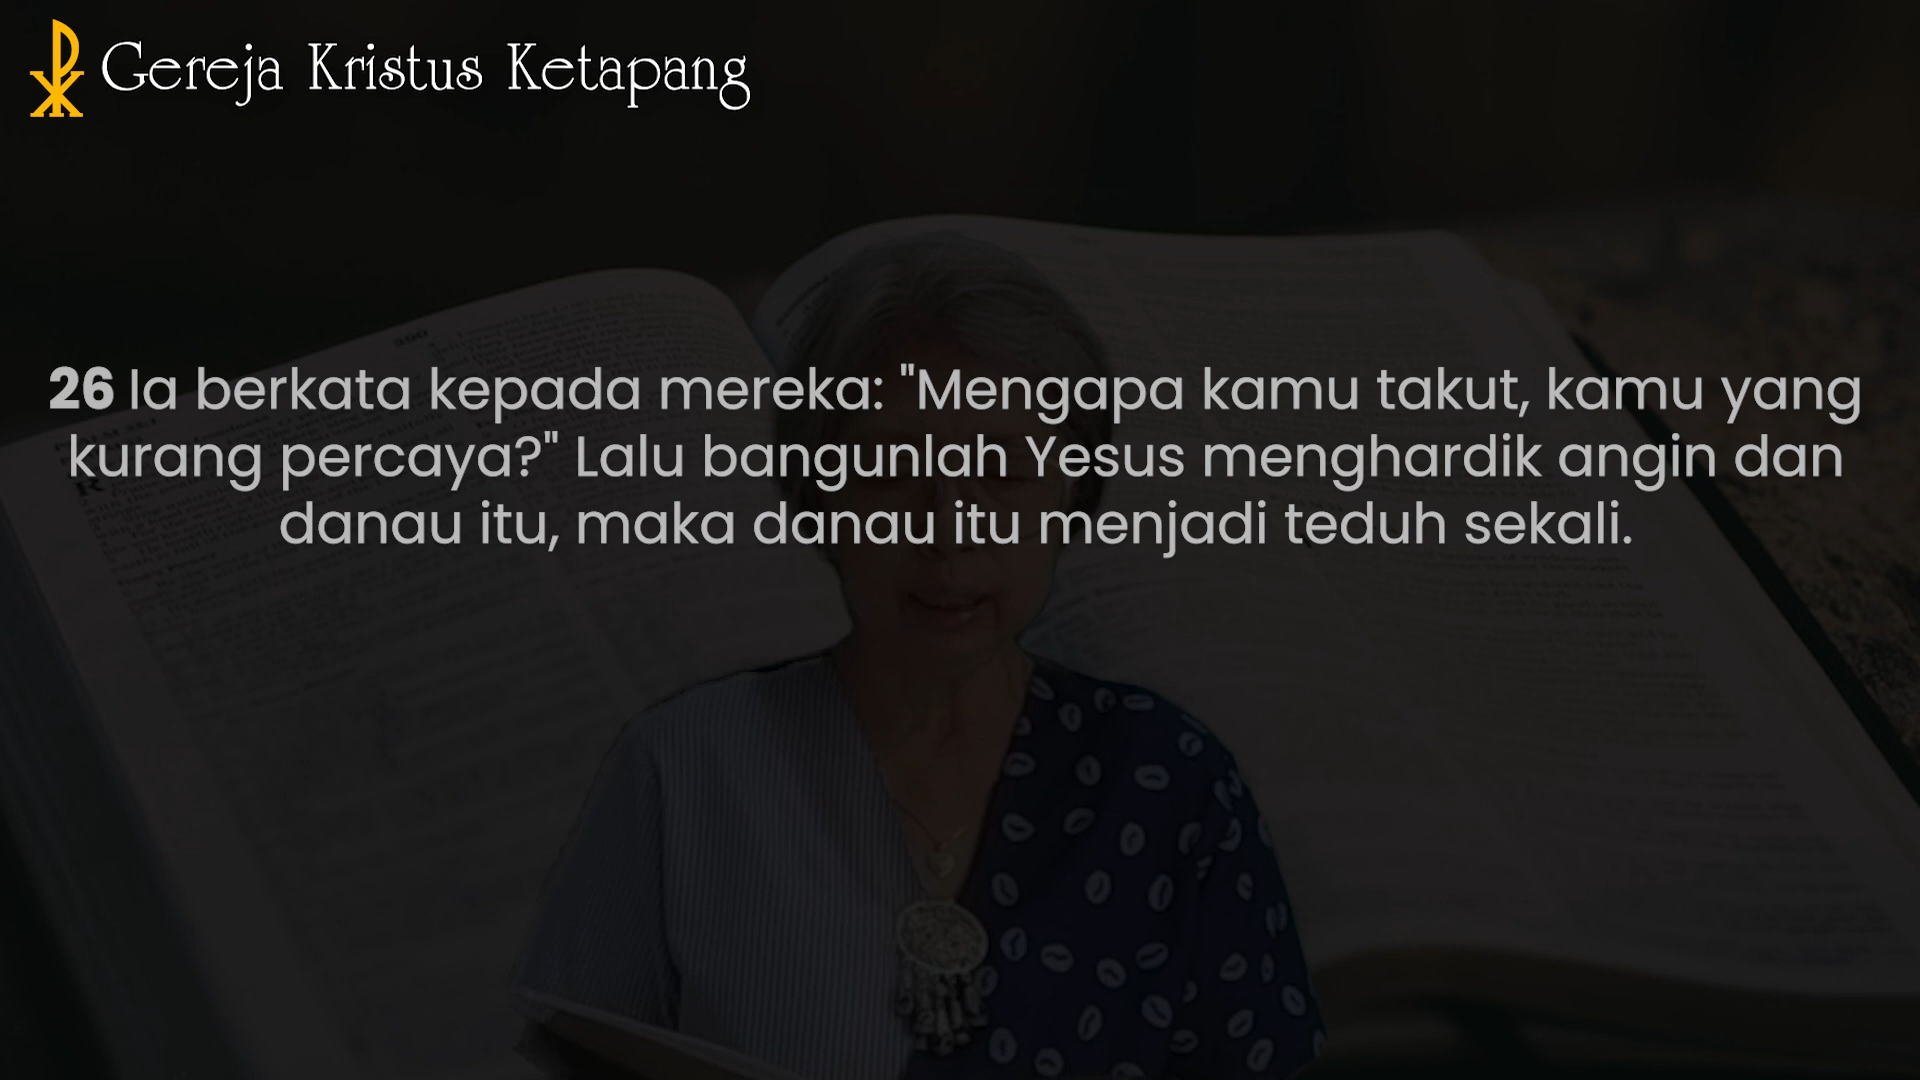 Gereja Kristus Ketapang
26 Ia berkata kepada mereka: "Mengapa kamu takut, kamu yang
kurang percaya?" Lalu bangunlah Yesus menghardik angin dan
danau itu, maka danau itu menjadi teduh sekali.